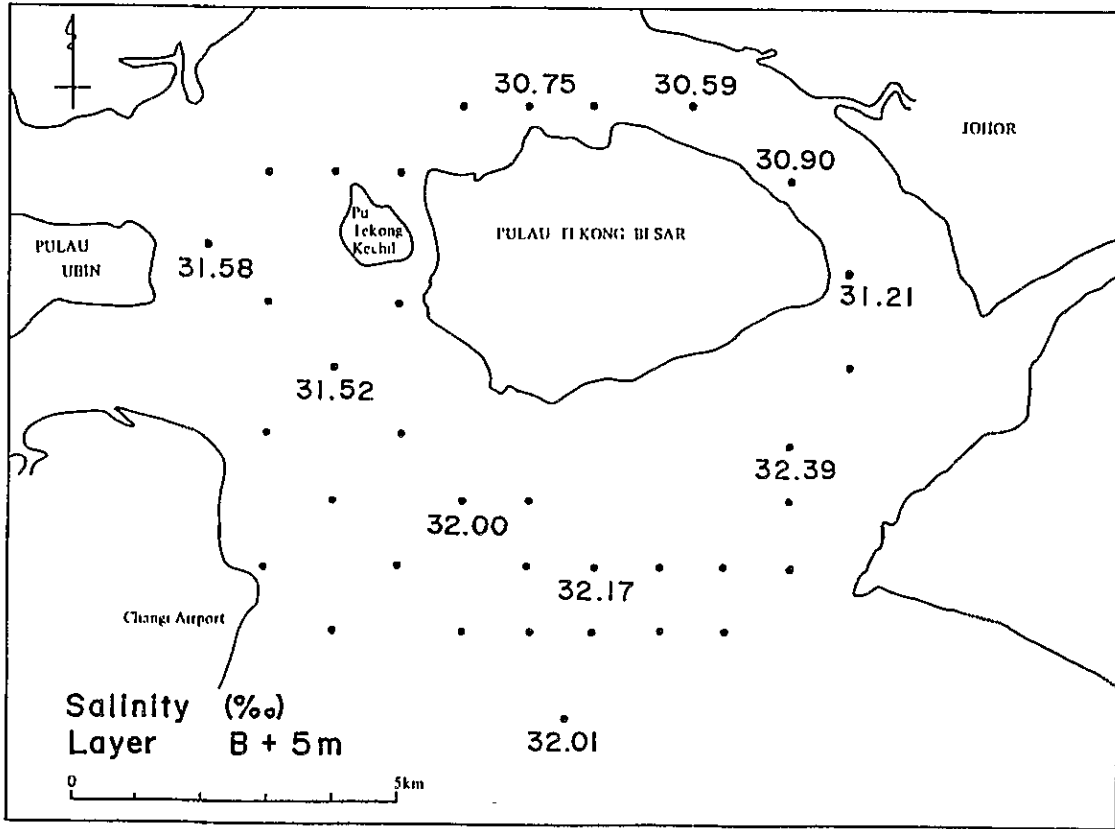 30.75
30.59
JOHOR
30.90
Pu
Tekong
Kechil
PULAU TEKONG BESAR
PULAU
UBIN
31.58
31.21
31.52
32.39
32.00
32.17
Changi Airport
Salinity (‰)
Layer B + 5m
32.01
0 5km